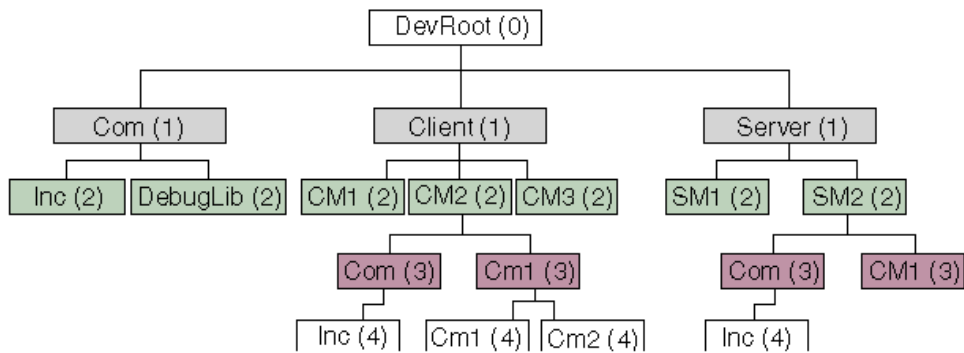 DevRoot (0)
Com (1) Client (1) Server (1)
Inc (2) DebugLib (2) CM1 (2) CM2 (2) CM3 (2) SM1 (2) SM2 (2)
Com (3) Cm1 (3) Com (3) CM1 (3)
Inc (4) Cm1 (4) Cm2 (4) Inc (4)